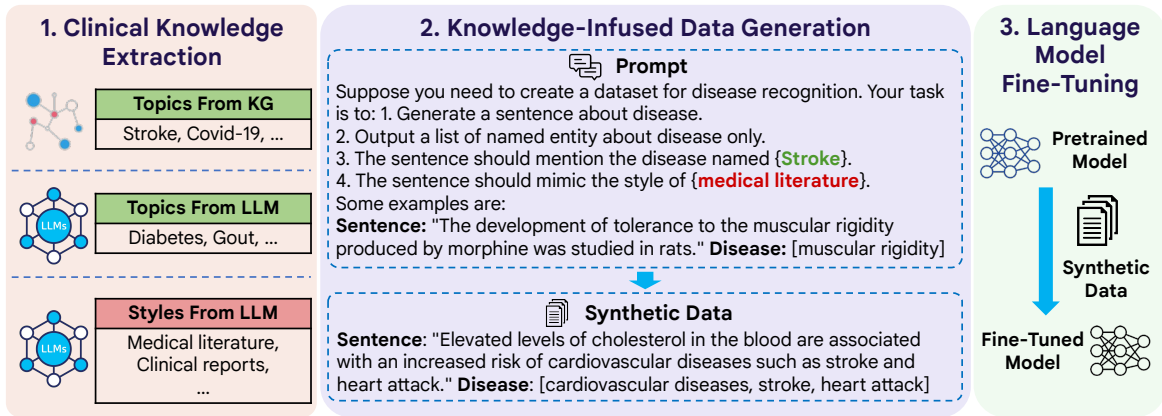 1. Clinical Knowledge
Extraction
Topics From KG
Stroke, Covid-19, ...
LLMs
Topics From LLM
Diabetes, Gout, ...
LLMs
Styles From LLM
Medical literature,
Clinical reports,
...
2. Knowledge-Infused Data Generation
Prompt
Suppose you need to create a dataset for disease recognition. Your task
is to: 1. Generate a sentence about disease.
2. Output a list of named entity about disease only.
3. The sentence should mention the disease named {Stroke}.
4. The sentence should mimic the style of {medical literature}.
Some examples are:
Sentence: "The development of tolerance to the muscular rigidity
produced by morphine was studied in rats." Disease: [muscular rigidity]
Synthetic Data
Sentence: "Elevated levels of cholesterol in the blood are associated
with an increased risk of cardiovascular diseases such as stroke and
heart attack." Disease: [cardiovascular diseases, stroke, heart attack]
3. Language
Model
Fine-Tuning
Pretrained
Model
Synthetic
Data
Fine-Tuned
Model